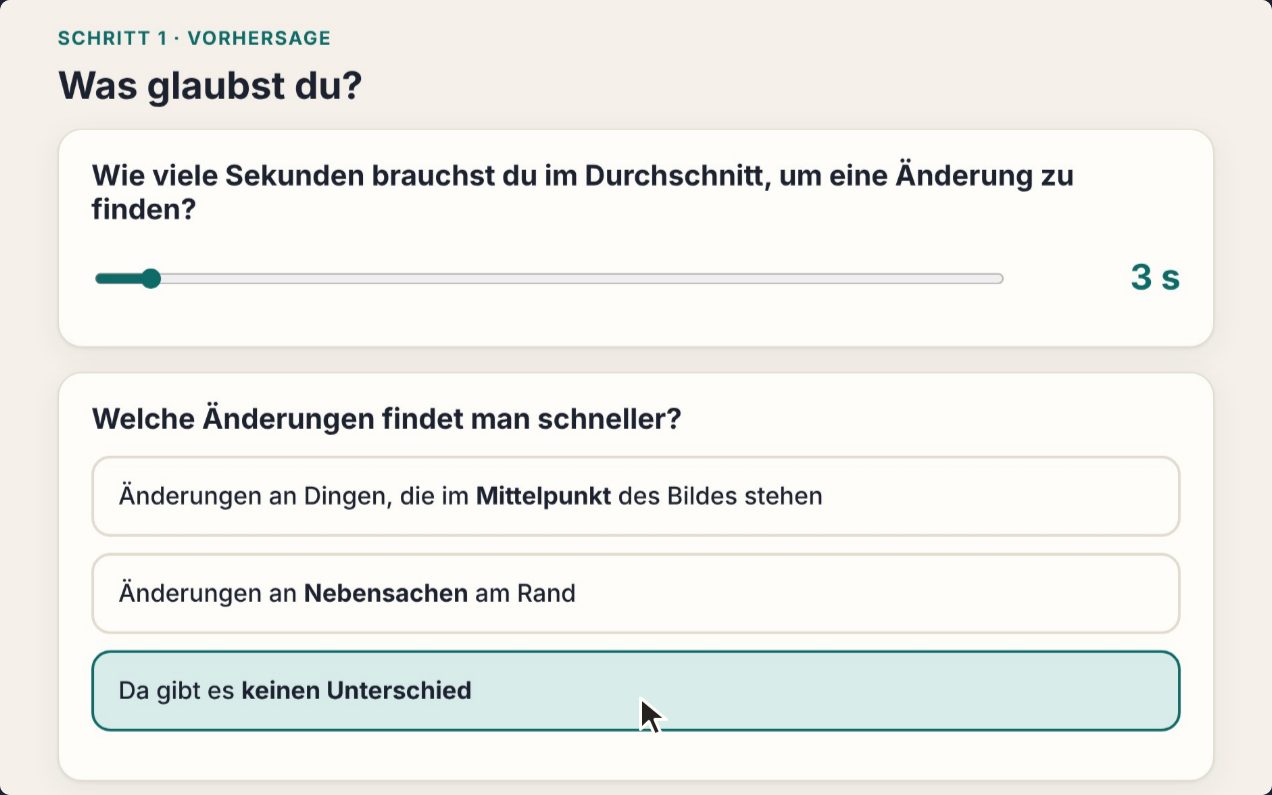 SCHRITT 1 · VORHERSAGE
Was glaubst du?
Wie viele Sekunden brauchst du im Durchschnitt, um eine Änderung zu
finden?
3 s
Welche Änderungen findet man schneller?
Änderungen an Dingen, die im Mittelpunkt des Bildes stehen
Änderungen an Nebensachen am Rand
Da gibt es keinen Unterschied